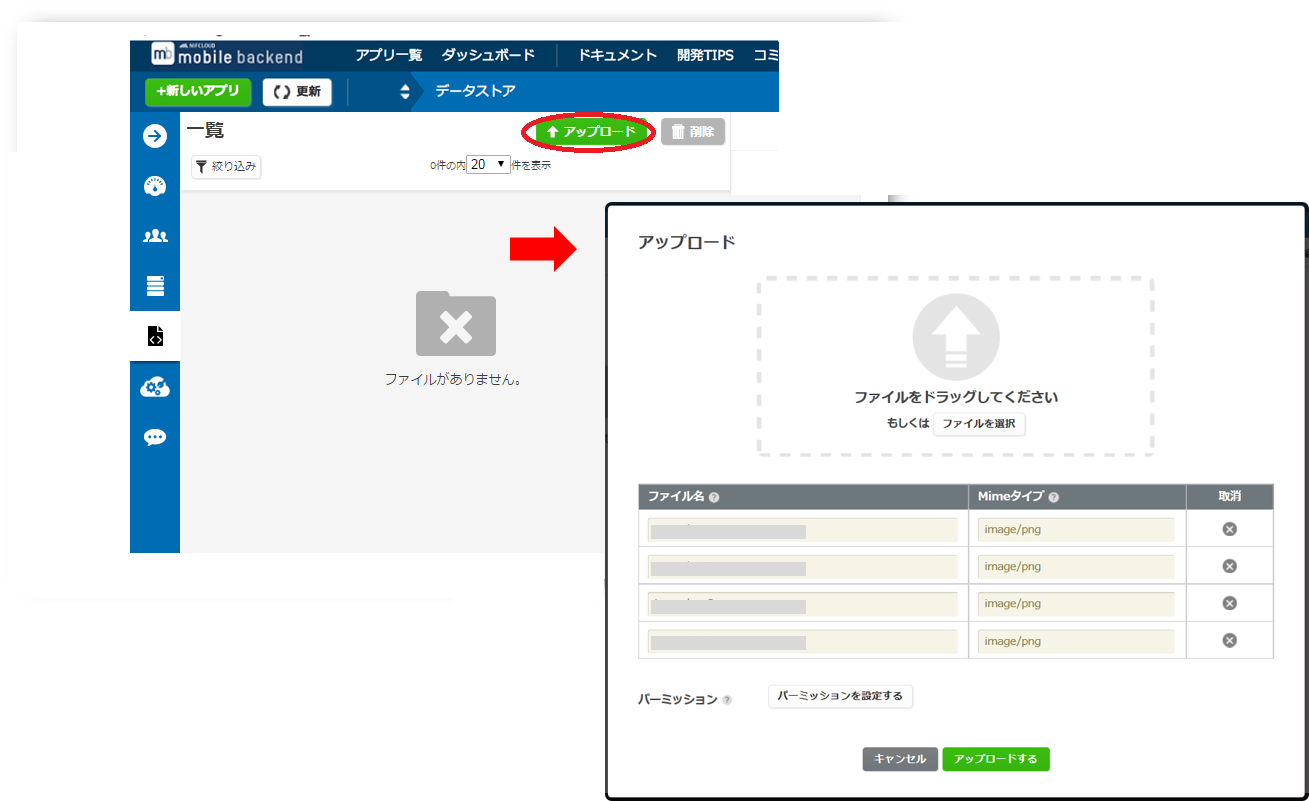 NIFCLOUD
mb mobile backend アプリ一覧 ダッシュボード ドキュメント 開発TIPS コミ
+新しいアプリ 更新 データストア
一覧 アップロード 削除
絞り込み 0件の内 20 件を表示
ファイルがありません。
アップロード
ファイルをドラッグしてください
もしくは ファイルを選択
ファイル名 ? Mimeタイプ ? 取消
image/png
image/png
image/png
image/png
パーミッション ? パーミッションを設定する
キャンセル アップロードする